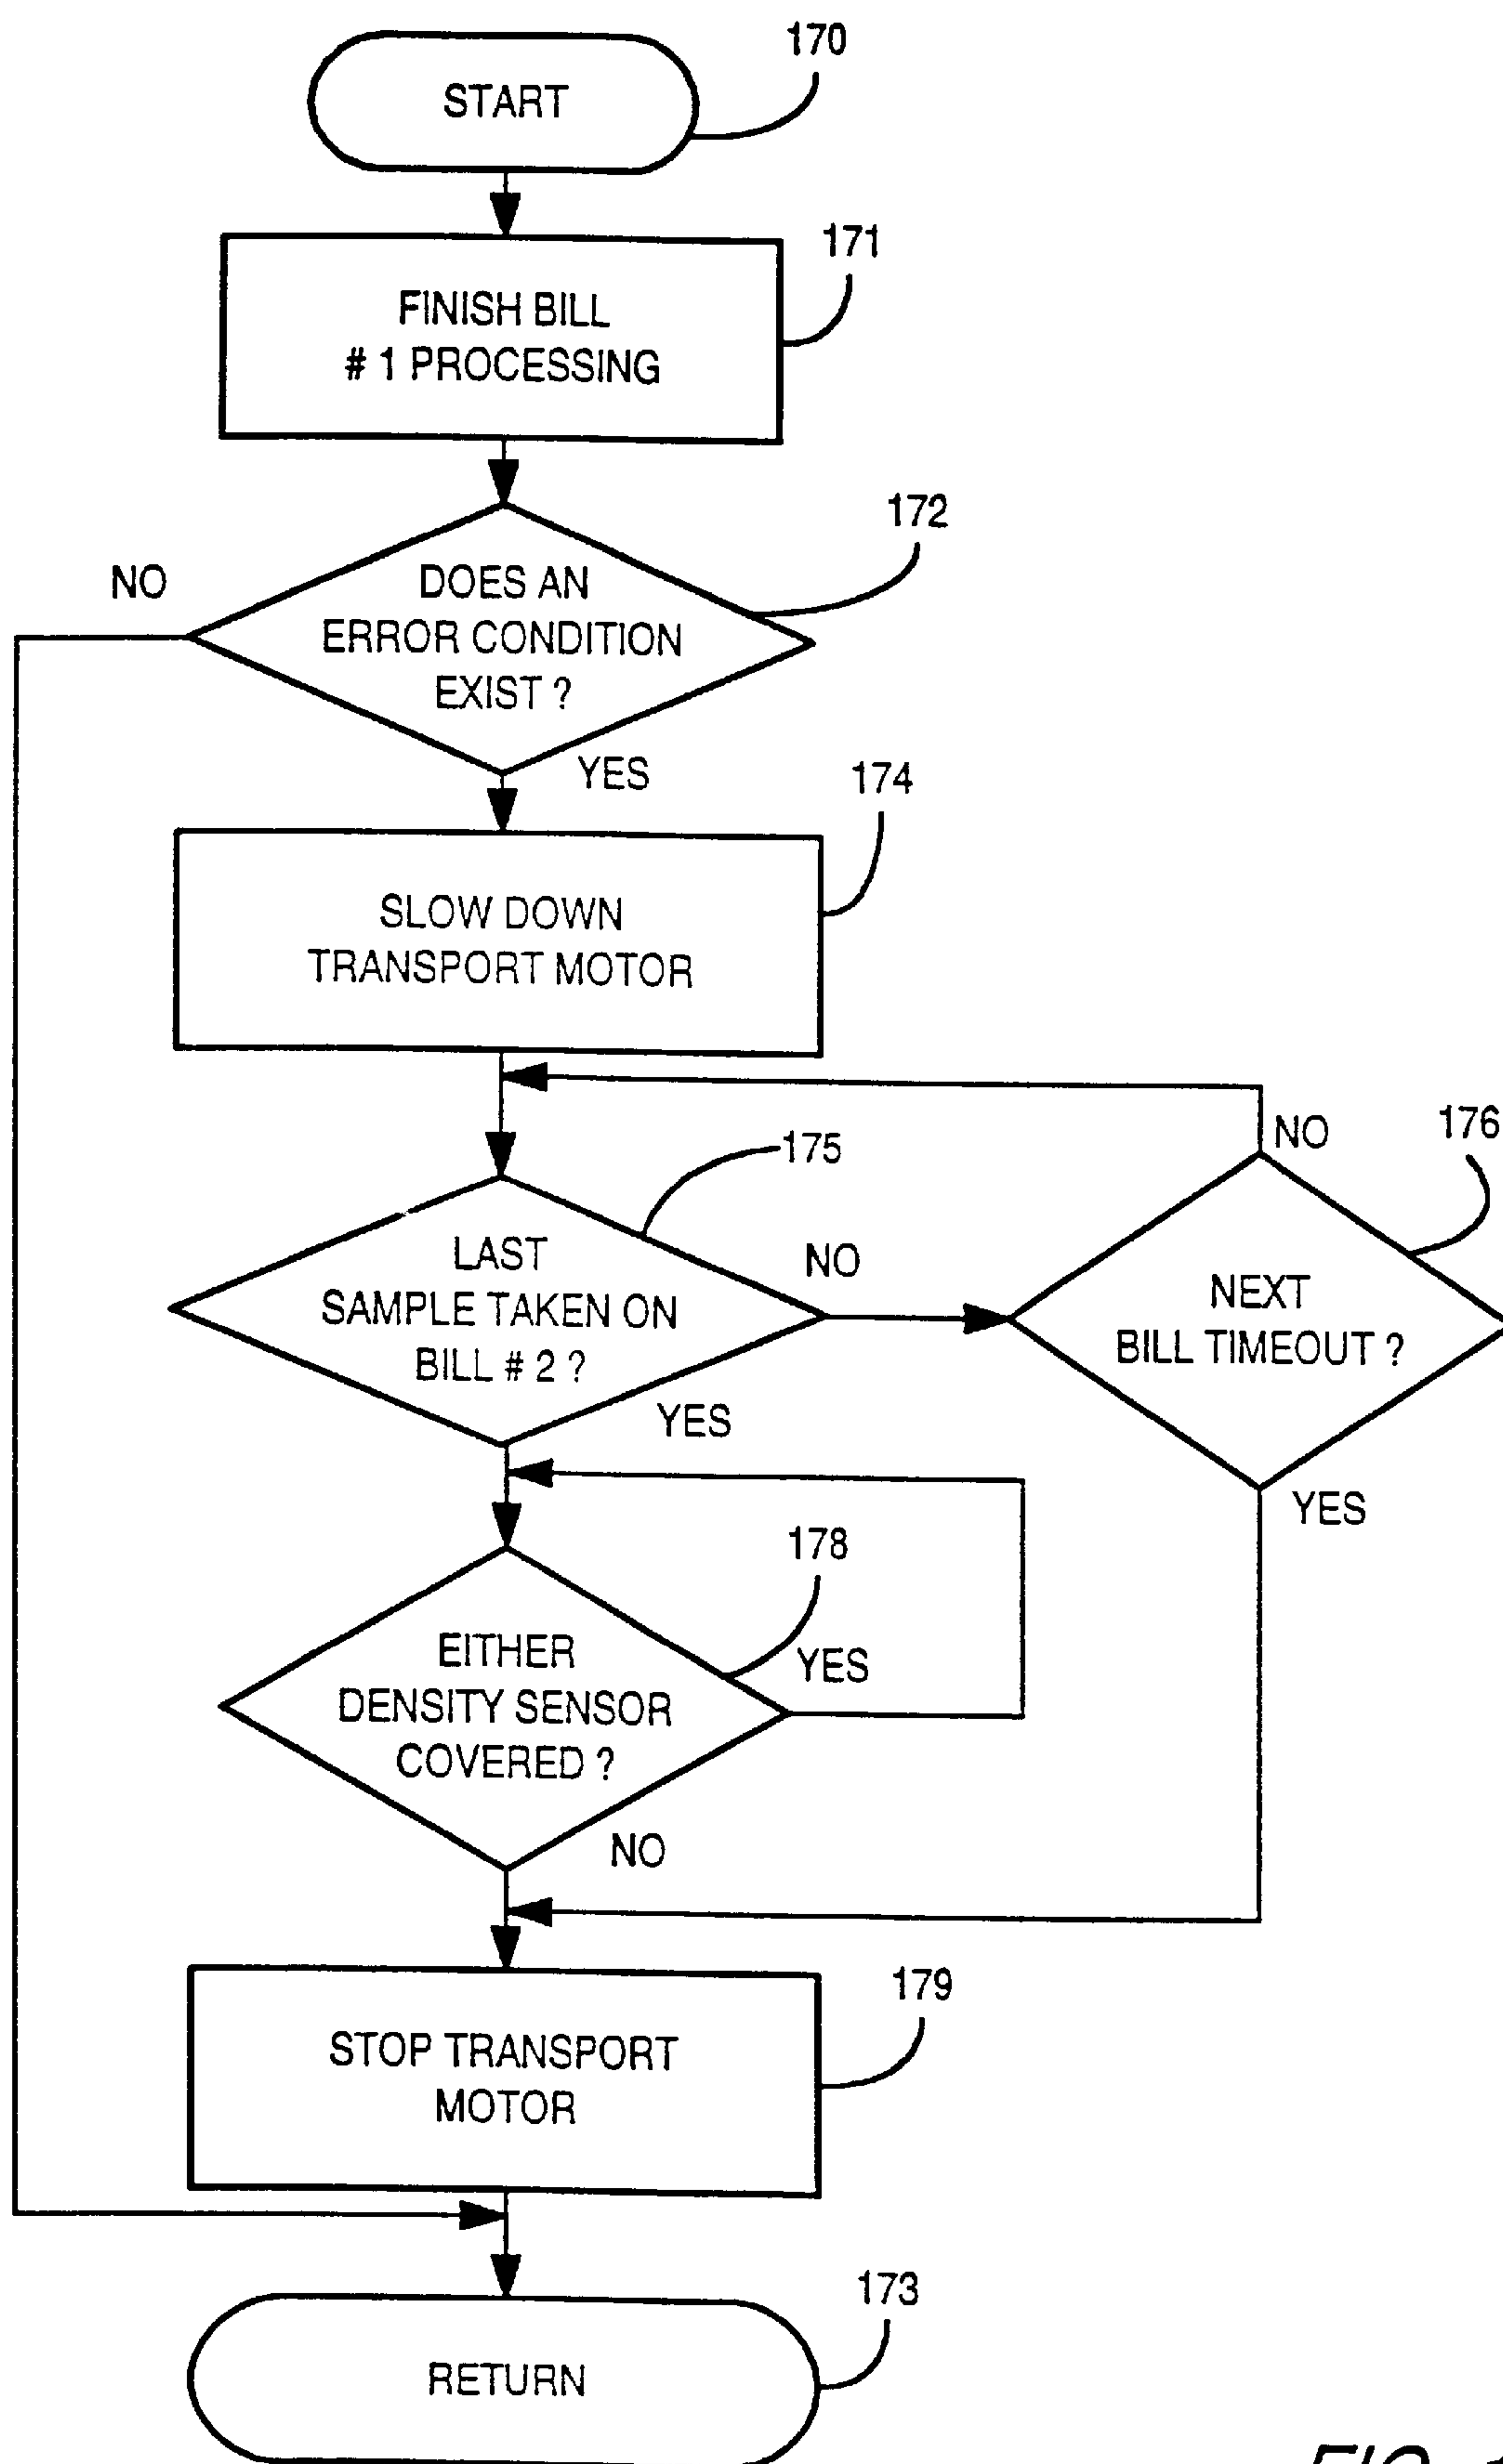 170
START
171
FINISH BILL
# 1 PROCESSING
172
NO
DOES AN
ERROR CONDITION
EXIST ?
YES
174
SLOW DOWN
TRANSPORT MOTOR
175
NO
176
LAST
SAMPLE TAKEN ON
BILL # 2 ?
NO
NEXT
BILL TIMEOUT ?
YES
YES
178
EITHER
DENSITY SENSOR
COVERED ?
YES
NO
179
STOP TRANSPORT
MOTOR
173
RETURN